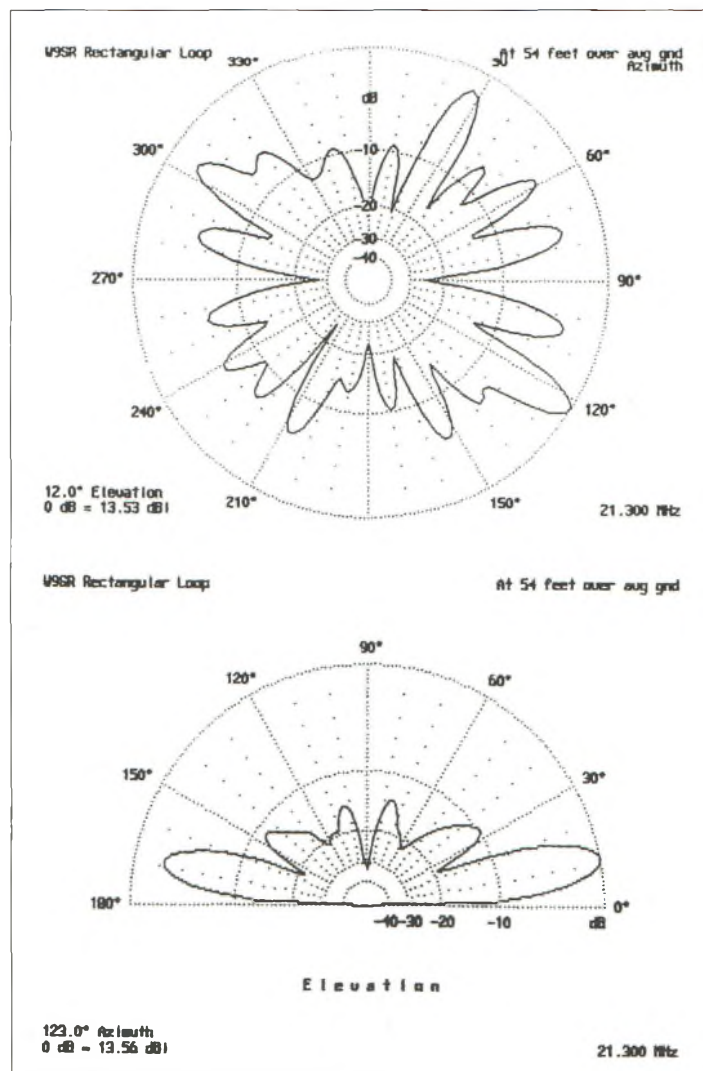 W9SR Rectangular Loop
At 54 feet over avg gnd
Azimuth
330°
30°
dB
300°
60°
-10
-20
-30
-40
270°
90°
240°
120°
210°
150°
12.0° Elevation
0 dB = 13.53 dBi
21.300 MHz
W9SR Rectangular Loop
At 54 feet over avg gnd
90°
120°
60°
150°
30°
180°
0°
-40-30 -20 -10 dB
Elevation
123.0° Azimuth
0 dB = 13.56 dBi
21.300 MHz